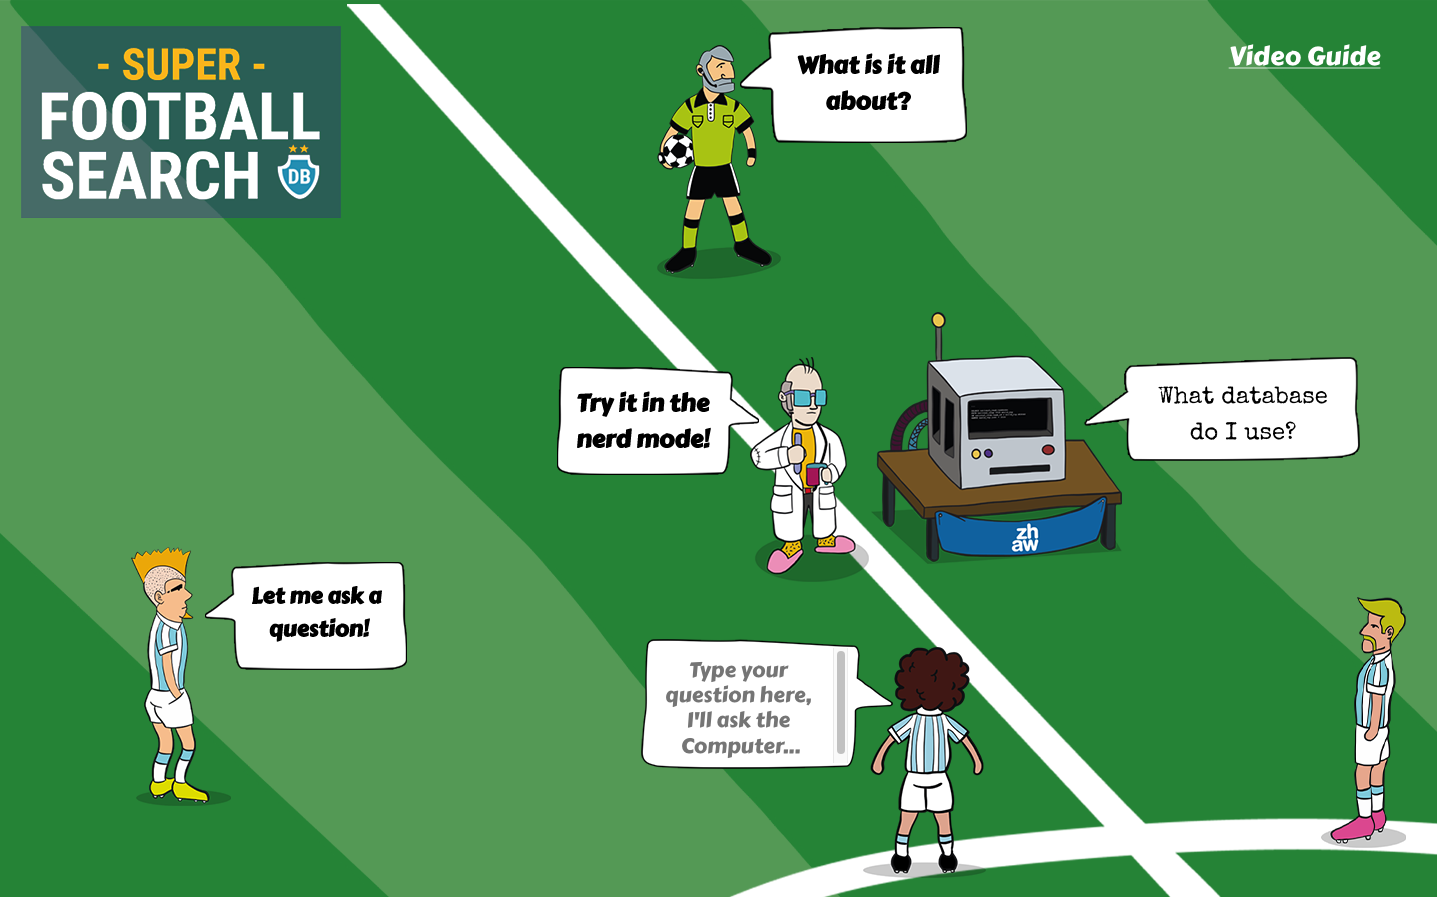 - SUPER -
FOOTBALL
SEARCH
DB
Video Guide
What is it all
about?
Try it in the
nerd mode!
What database
do I use?
zh
aw
Let me ask a
question!
Type your
question here,
I'll ask the
Computer...